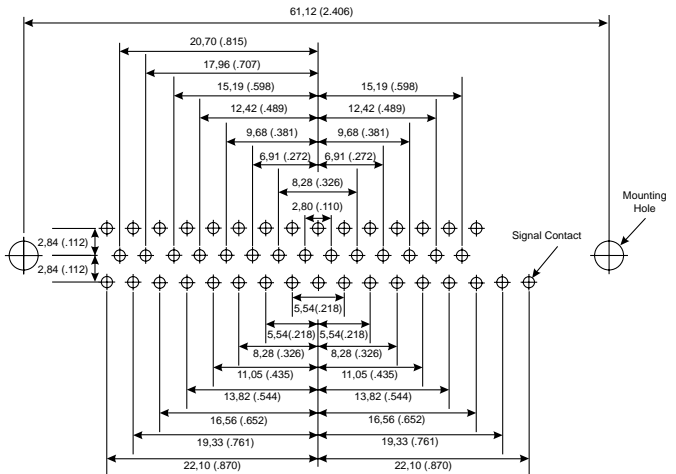 61,12 (2.406)
20,70 (.815)
17,96 (.707)
15,19 (.598) 15,19 (.598)
12,42 (.489) 12,42 (.489)
9,68 (.381) 9,68 (.381)
6,91 (.272) 6,91 (.272)
8,28 (.326)
2,80 (.110)
Mounting
Hole
Signal Contact
2,84 (.112)
2,84 (.112)
5,54(.218)
5,54(.218) 5,54(.218)
8,28 (.326) 8,28 (.326)
11,05 (.435) 11,05 (.435)
13,82 (.544) 13,82 (.544)
16,56 (.652) 16,56 (.652)
19,33 (.761) 19,33 (.761)
22,10 (.870) 22,10 (.870)